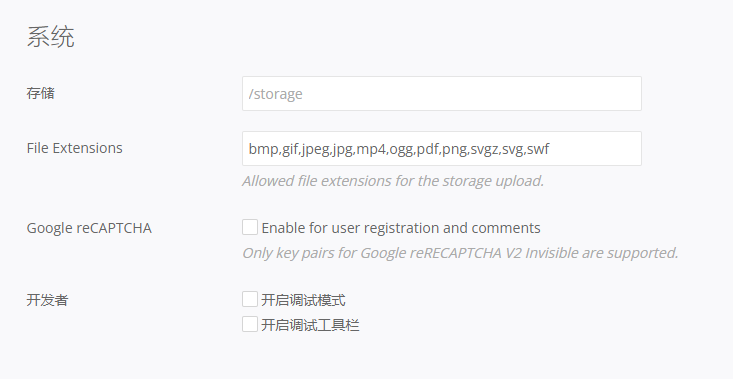 系统
存储
/storage
File Extensions
bmp,gif,jpeg,jpg,mp4,ogg,pdf,png,svgz,svg,swf
Allowed file extensions for the storage upload.
Google reCAPTCHA
Enable for user registration and comments
Only key pairs for Google reRECAPTCHA V2 Invisible are supported.
开发者
开启调试模式
开启调试工具栏